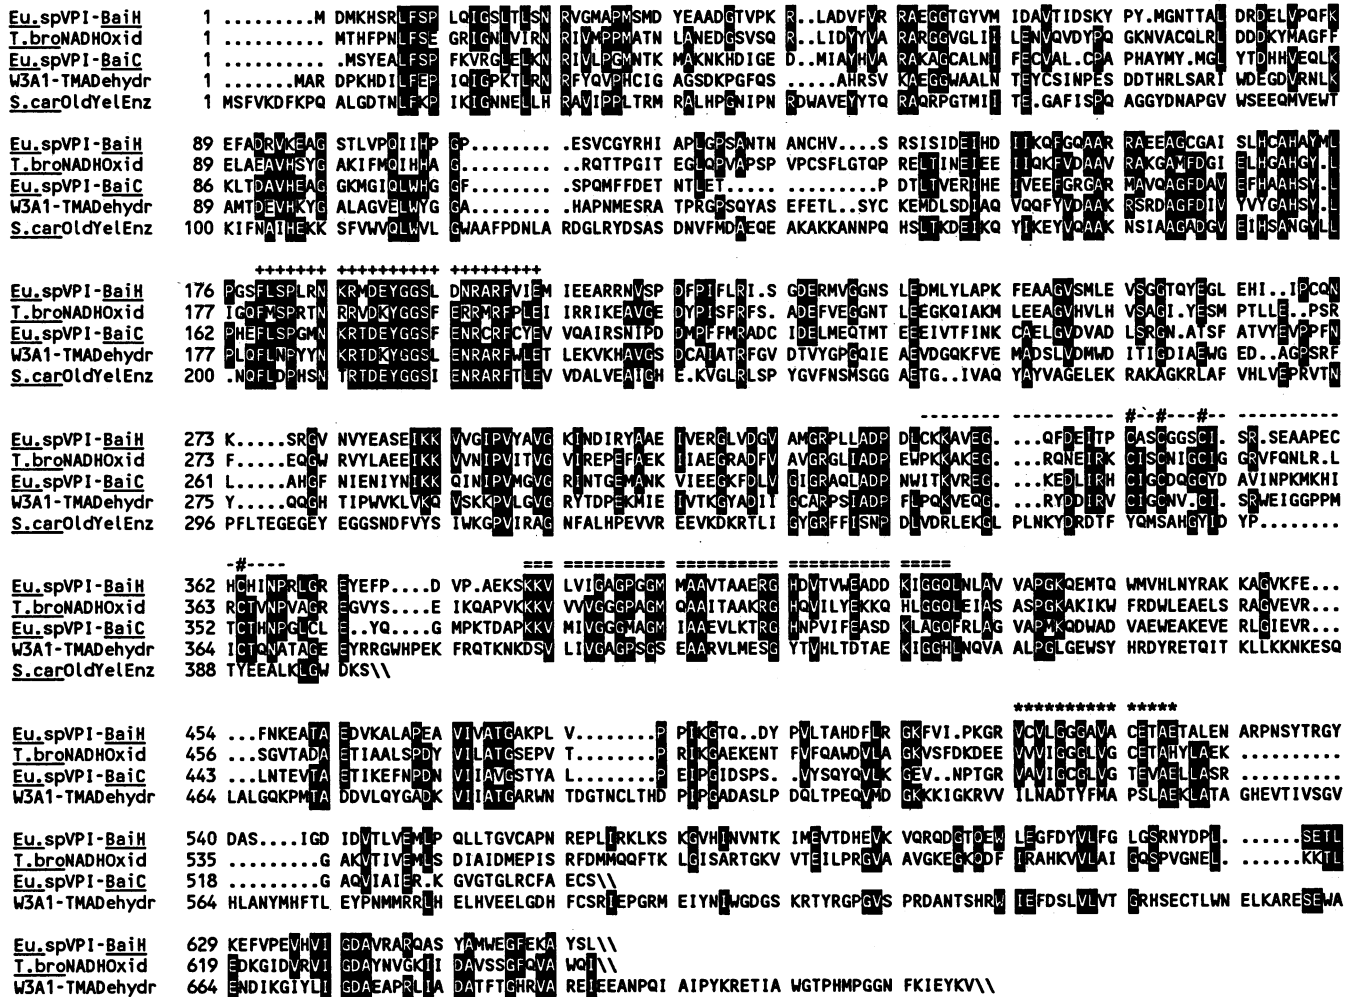 Eu.spVPI-BaiH 1 ..........M DMKHSRLFSP LQIGSLTLSN RVGMAPMSMD YEAADGTVPK R..LADVFVR RAEGGTGYVM IDAVTIDSKY PY.MGNTTAL DRDELVPQFK
T.broNADHOxid 1 .......... MTHFPNLFSE GRIGNLVIRN RIVMPPMATN LANEDGSVSQ R..LIDYYVA RARGGVGLII LENVQVDYPQ GKNVACQLRL DDDKYMAGFF
Eu.spVPI-BaiC 1 .......... .MSYEALFSP FKVRGLELKN RIVLPGMNTK MAKNKHDIGE D..MIAYHVA RAKAGCALNI FECVAL.CPA PHAYMY.MGL YTDHHVEQLK
W3A1-TMADehydr 1 .......MAR DPKHDILFEP IQIGPKTLRN RFYQVPHCIG AGSDKPGFQS ...AHRSV KAEGGWAALN TEYCSINPES DDTHRLSARI WDEGDVRNLK
S.carOldYelEnz 1 MSFVKDFKPQ ALGDTNLFKP IKIGNNELLH RAVIPPLTRM RALHPGNIPN RDWAVEYYTQ RAQRPGTMII TE.GAFISPQ AGGYDNAPGV WSEEQMVEWT
Eu.spVPI-BaiH 89 EFADRVKEAG STLVPQIIHP GP........ .ESVCGYRHI APLGPSANTN ANCHV...S SRSISIDEIHD IIKQFGQAAR RAEEAGCGAI SLHCAHAYML
T.broNADHOxid 89 ELAEAVHSYG AKIFMQIHHA G......... .RQTTPGITE GLQPVAPSP VPCSFLGTQP RELTINEIEE IIQKFVDAAV RAKGAMFDGI ELHGAHGY.L
Eu.spVPI-BaiC 86 KLTDAVHEAG GKMGIQLWHG GF........ .SPQMFFDET NTLET..... .........P DTLTVERIHE IVEEFGRGAR MAVQAGFDAV EFHAAHSY.L
W3A1-TMADehydr 89 AMTDEVHKYG ALAGVELWYG GA........ .HAPNMESRA TPRGPSQYAS EFETL...SYC KEMDLSDIAQ VQQFYVDAAK RSRDAGFDIV YVYGAHSY.L
S.carOldYelEnz 100 KIFNAIHEKK SFVWVQLWVL GWAAFPDNLA RDGLRYDSAS DNVFMDAEQE AKAKKANNPQ HSLTKDEIKQ YIKEYVQAAK NSIAAGADGV EIHSANGYLL
+++++++ ++++++++++ +++++++++
Eu.spVPI-BaiH 176 PGSFLSPLRN KRMDEYGGSL DNRARFVIEM IEEARRNVSP DFPIFLRI.S GDERMVGGNS LEDMLYLAPK FEAAGVSMLE VSGGTQYEGL EHI..IPCQN
T.broNADHOxid 177 IGQFMSPRTN RRVDKYGGSF ERRMRFPLEI IRRIKEAVGE DYPISFRFS. ADEFVEGGNT LEEGKQIAKM LEEAGVHVLH VSAGI.YESM PTLLE..PSR
Eu.spVPI-BaiC 162 PHEFLSPGMN KRTDEYGGSF ENRCRFCYEV VQAIRSNIPD DMPFFMRADC IDELMEQTMT EEEIVTFINK CAELGVDVAD LSRGN.ATSF ATVYEVPPFN
W3A1-TMADehydr 177 PLQFLNPYYN KRTDKYGGSL ENRARFWLET LEKVKHAVGS DCAIATRFGV DTVYGPGQIE AEVDGQKFVE MADSLVDMWD ITIGDIAEWG ED..AGPSRF
S.carOldYelEnz 200 .NQFLDPHSN TRTDEYGGSI ENRARFTLEV VDALVEAIGH E.KVGLRLSP YGVFNSMSGG AETG..IVAQ YAYVAGELEK RAKAGKRLAF VHLVEPRVTN
-------- ---------- #--#---#-- ----------
Eu.spVPI-BaiH 273 K.....SRGV NVYEASEIKK VVGIPVYAVG KINDIRYAAE IVERGLVDGV AMGRPLLADP DLCKKAVEG. ...QFDEITP CASCGGSCI. SR.SEAAPEC
T.broNADHOxid 273 F.....EQGW RVYLAEEIKK VVNIPVITVG VIREPEFAEK IIAEGRADFV AVGRGLIADP EWPKKAKEG. ...RQNEIRK CISCNIGCIG GRVFQNLR.L
Eu.spVPI-BaiC 261 L.....AHGF NIENIYNIKK QINIPVMGVG RINTGEMANK VIEEGKFDLV GIGRAQLADP NWITKVREG. ...KEDLIRH CIGCDQGCYD AVINPKMKHI
W3A1-TMADehydr 275 Y.....QQGH TIPWVKLVKQ VSKKPVLGVG RYTDPEKMIE IVTKGYADII GCARPSIADP FLPQKVEQG. ...RYDDIRV CIGCNV.CI. SRWEIGGPPM
S.carOldYelEnz 296 PFLTEGEGEY EGGSNDFVYS IWKGPVIRAG NFALHPEVVR EEVKDKRTLI GYGRFFISNP DLVDRLEKGL PLNKYDRDTF YQMSAHGYID YP........
-#---- === ========== ========== ========== =====
Eu.spVPI-BaiH 362 HCHINPRLGR EYEFP....D VP.AEKSKKV LVIGAGPGGM MAAVTAAERG HDVTVWEADD KIGGQLNLAV VAPGKQEMTQ WMVHLNYRAK KAGVKFE...
T.broNADHOxid 363 RCTVNPVAGR EGVYS....E IKQAPVKKKV VVVGGGPAGM QAAITAAKRG HQVILYEKKQ HLGGQLEIAS ASPGKAKIKW FRDWLEAELS RAGVEVR...
Eu.spVPI-BaiC 352 TCTHNPGLCL E..YQ....G MPKTDAPKKV MIVGGGMAGM IAAEVLKTRG HNPVIFEASD KLAGQFRLAG VAPMKQDWAD VAEWEAKEVE RLGIEVR...
W3A1-TMADehydr 364 ICTQNATAGE EYRRGWHPEK FRQTKNKDSV LIVGAGPSGS EAARVLMESG YTVHLTDTAE KIGGHLNQVA ALPGLGEWSY HRDYRETQIT KLLKKNKESQ
S.carOldYelEnz 388 TYEEALKLGW DKS\\
********** *****
Eu.spVPI-BaiH 454 ...FNKEATA EDVKALAPEA VIVATGAKPL V........P PIKGTQ..DY PVLTAHDFLR GKFVI.PKGR VCVLGGGAVA CETAETALEN ARPNSYTRGY
T.broNADHOxid 456 ...SGVTADA ETIAALSPDY VILATGSEPV T........P PIKGAEKENT FVFQAWDVLA GKVSFDKDEE VVVIGGGLVG CETAHYLAEK ..........
Eu.spVPI-BaiC 443 ...LNTEVTA ETIKEFNPDN VIIAVGSTYA L........P EIPGIDSPS. .VYSQYQVLK GEV..NPTGR VAVIGCGLVG TEVAELLASR ..........
W3A1-TMADehydr 464 LALGQKPMTA DDVLQYGADK VIIATGARWN TDGTNCLTHD PIPGADASLP DQLTPEQVMD GKKKIGKRVV ILNADTYFMA PSLAEKLATA GHEVTIVSGV
Eu.spVPI-BaiH 540 DAS....IGD IDVTLVEMLP QLLTGVCAPN REPLIRKLKS KGVHINVNTK IMEVTDHEVK VQRQDGTQEW LEGFDYVLFG LGSRNYDPL. ......SETL
T.broNADHOxid 535 .........G AKVTIVEMLS DIAIDMEPIS RFDMMQQFTK LGISARTGKV VTEILPRGVA AVGKEGKQDF IRAHKVVLAI GQSPVGNEL. ......KKTL
Eu.spVPI-BaiC 518 .........G AQVIAIER.K GVGTGLRCFA ECS\\
W3A1-TMADehydr 564 HLANYMHFTL EYPNMMRRLH ELHVEELGDH FCSRIEPGRM EIYNIWGDGS KRTYRGPGVS PRDANTSHRW IEFDSLVLVT GRHSECTLWN ELKARESEWA
Eu.spVPI-BaiH 629 KEFVPEVHVI GDAVRARQAS YAMWEGFEKA YSL\\
T.broNADHOxid 619 EDKGIDVRVI GDAYNVGKII DAVSSGFQVA WQI\\
W3A1-TMADehydr 664 ENDIKGIYLI GDAEAPRLIA DATFTGHRVA REIEEANPQI AIPYKRETIA WGTPHMPGGN FKIEYKV\\